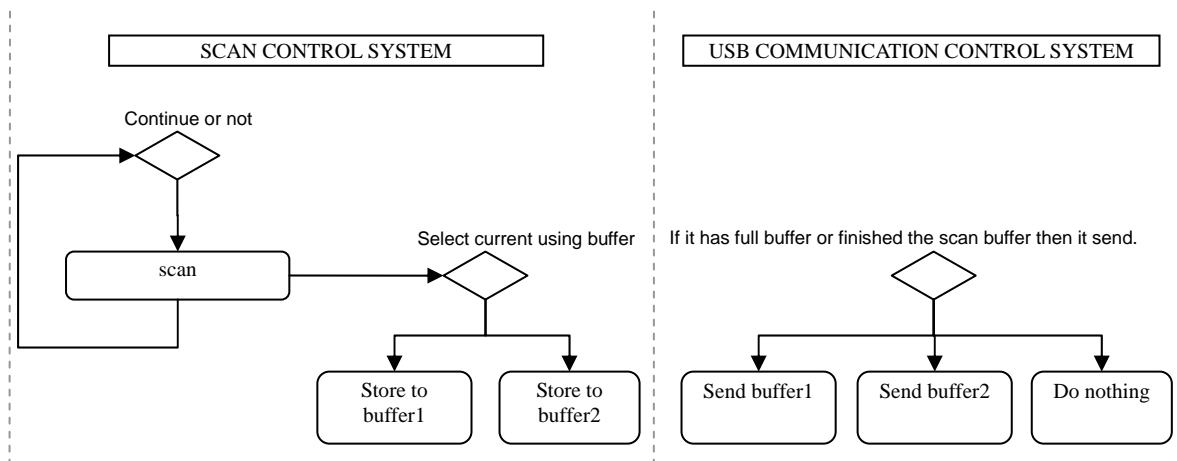 SCAN CONTROL SYSTEM
Continue or not
scan
Select current using buffer
Store to
buffer1
Store to
buffer2
USB COMMUNICATION CONTROL SYSTEM
If it has full buffer or finished the scan buffer then it send.
Send buffer1
Send buffer2
Do nothing